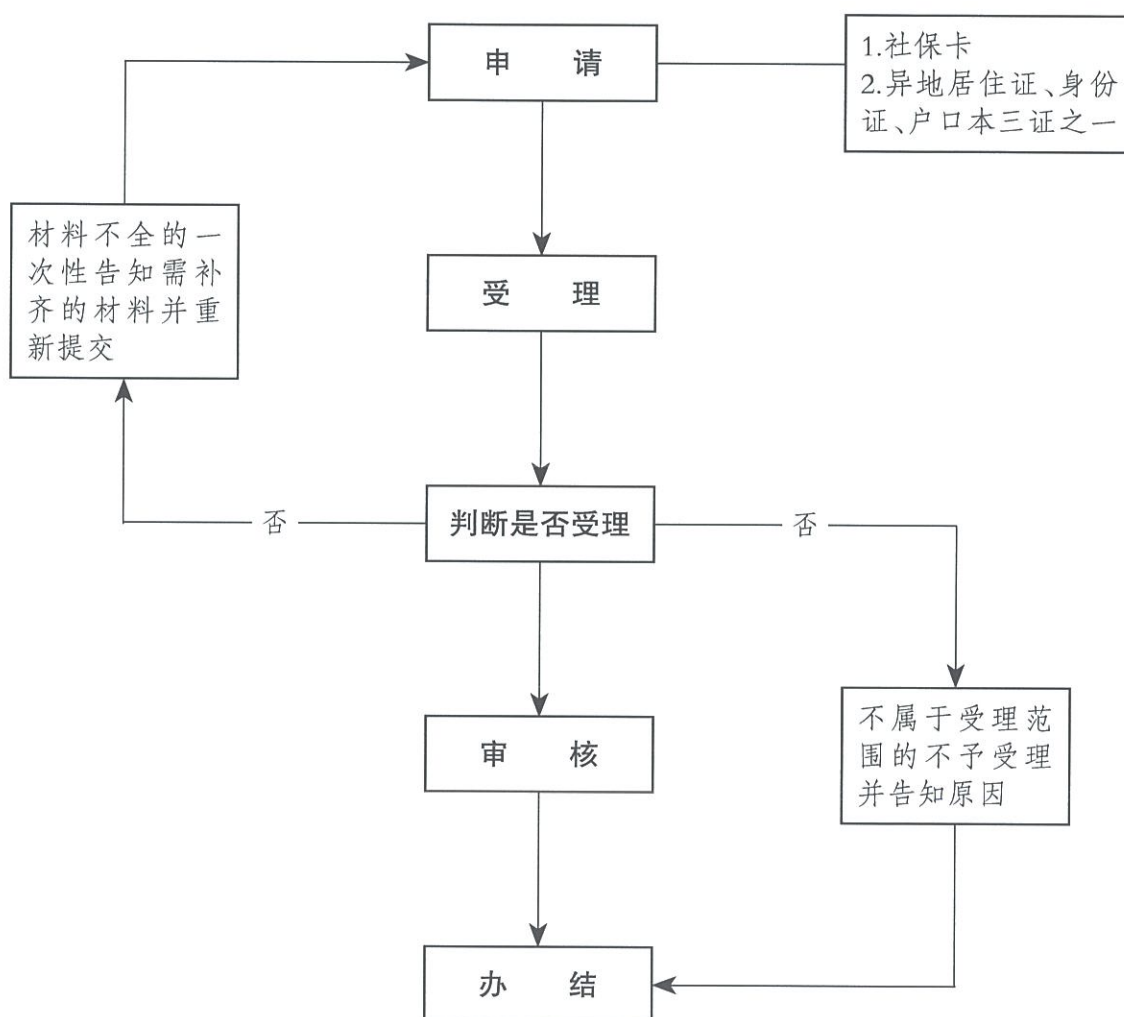 申 请
1.社保卡
2.异地居住证、身份
证、户口本三证之一
材料不全的一
次性告知需补
齐的材料并重
新提交
受 理
否
判断是否受理
否
审 核
不属于受理范
围的不予受理
并告知原因
办 结